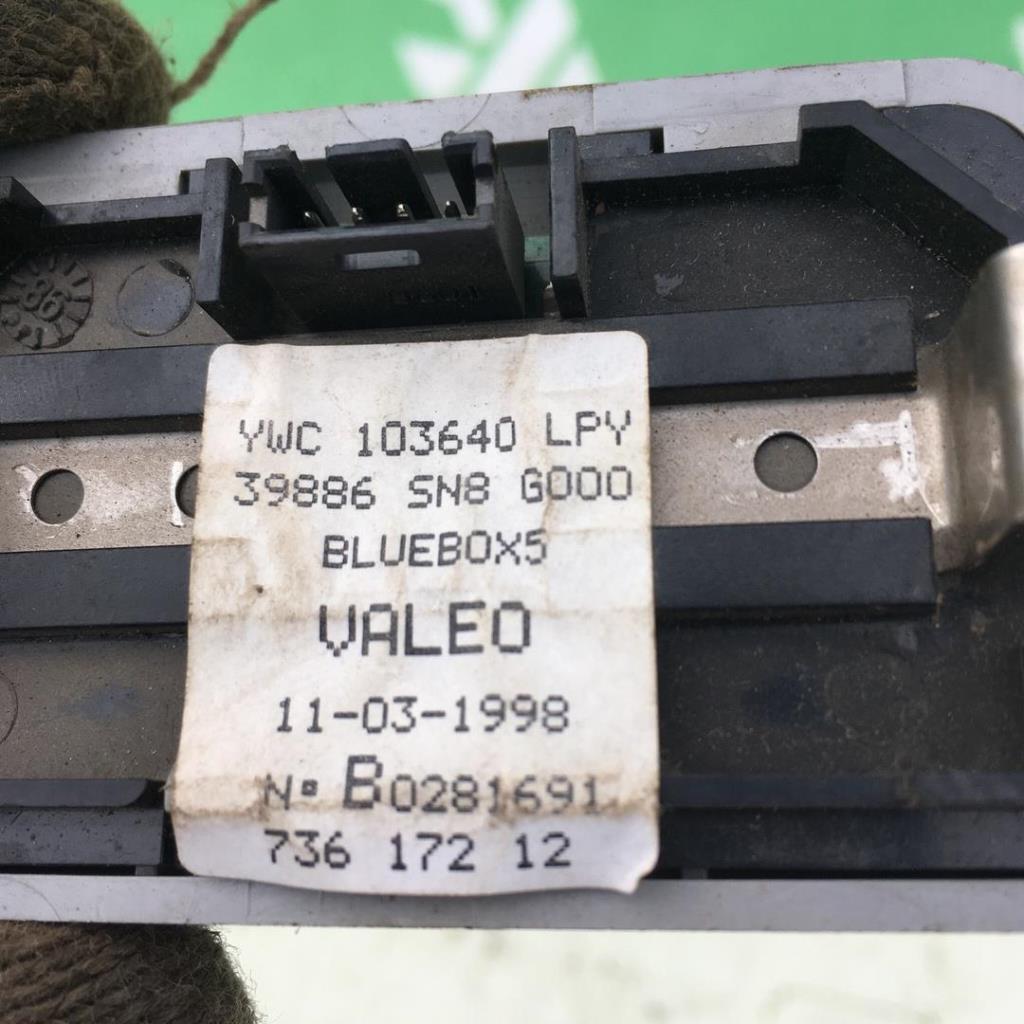 YWC 103640 LPY
39886 SN8 G000
BLUEBOX5
VALEO
11-03-1998
N° B0281691
736 172 12